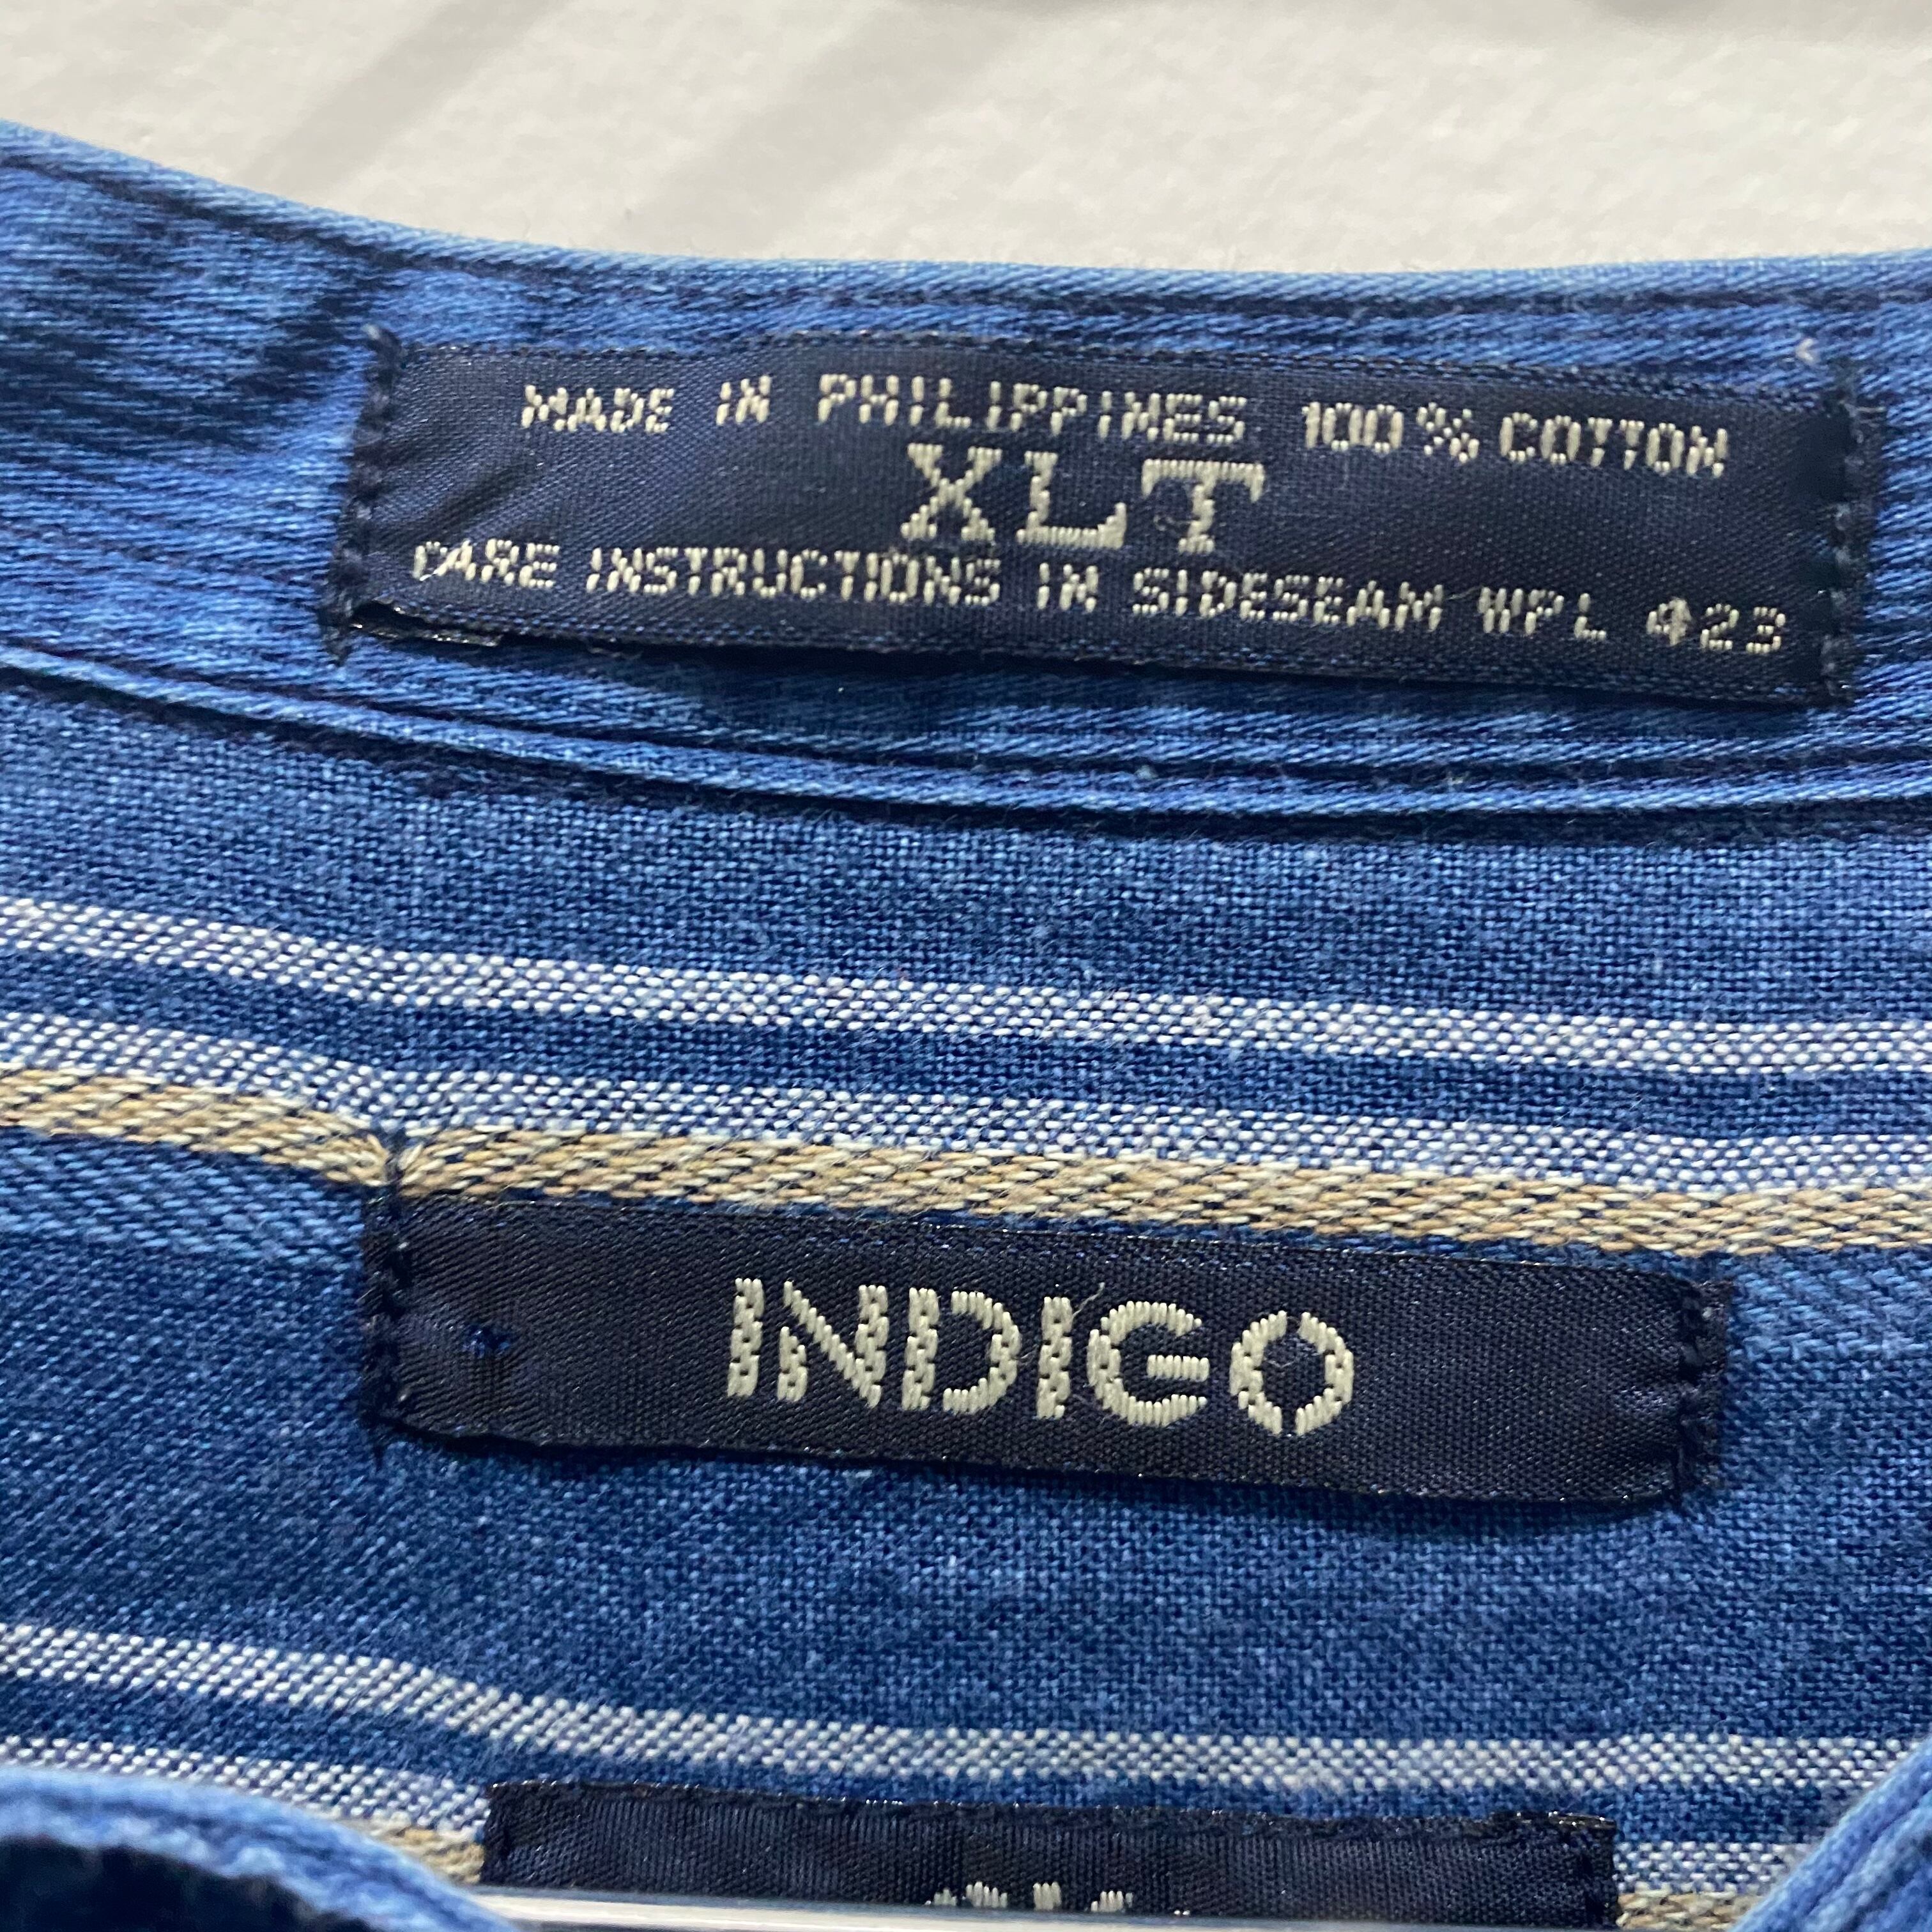 MADE IN PHILIPPINES 100% COTTON
XLT
CARE INSTRUCTIONS IN SIDESEAM WPL 423
INDIGO